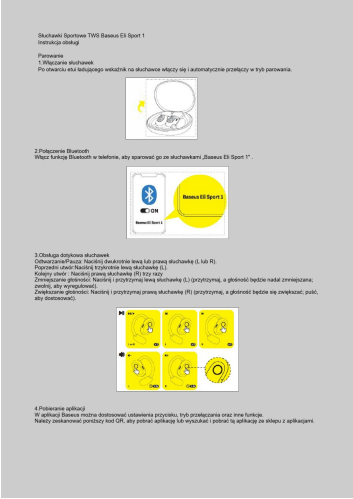 Słuchawki Sportowe TWS Baseus Eli Sport 1
Instrukcja obsługi
Parowanie
1.Włączanie słuchawek
Po otwarciu etui ładującego wskaźnik na słuchawce włączy się i automatycznie przełączy w tryb parowania.
2.Połączenie Bluetooth
Włącz funkcję Bluetooth w telefonie, aby sparować go ze słuchawkami „Baseus Eli Sport 1” .
ON
Baseus Eli Sport 1
Baseus Eli Sport 1
3.Obsługa dotykowa słuchawek
Odtwarzanie/Pauza: Naciśnij dwukrotnie lewą lub prawą słuchawkę (L lub R).
Poprzedni utwór:Naciśnij trzykrotnie lewą słuchawkę (L).
Kolejny utwór : Naciśnij prawą słuchawkę (R) trzy razy
Zmniejszanie głośności: Naciśnij i przytrzymaj lewą słuchawkę (L) (przytrzymaj, a głośność będzie nadal zmniejszana;
zwolnij, aby wyregulować).
Zwiększanie głośności: Naciśnij i przytrzymaj prawą słuchawkę (R) (przytrzymaj, a głośność będzie się zwiększać; puść,
aby dostosować).
4.Pobieranie aplikacji
W aplikacji Baseus można dostosować ustawienia przycisku, tryb przełączania oraz inne funkcje.
Należy zeskanować poniższy kod QR, aby pobrać aplikację lub wyszukać i pobrać tą aplikację ze sklepu z aplikacjami.